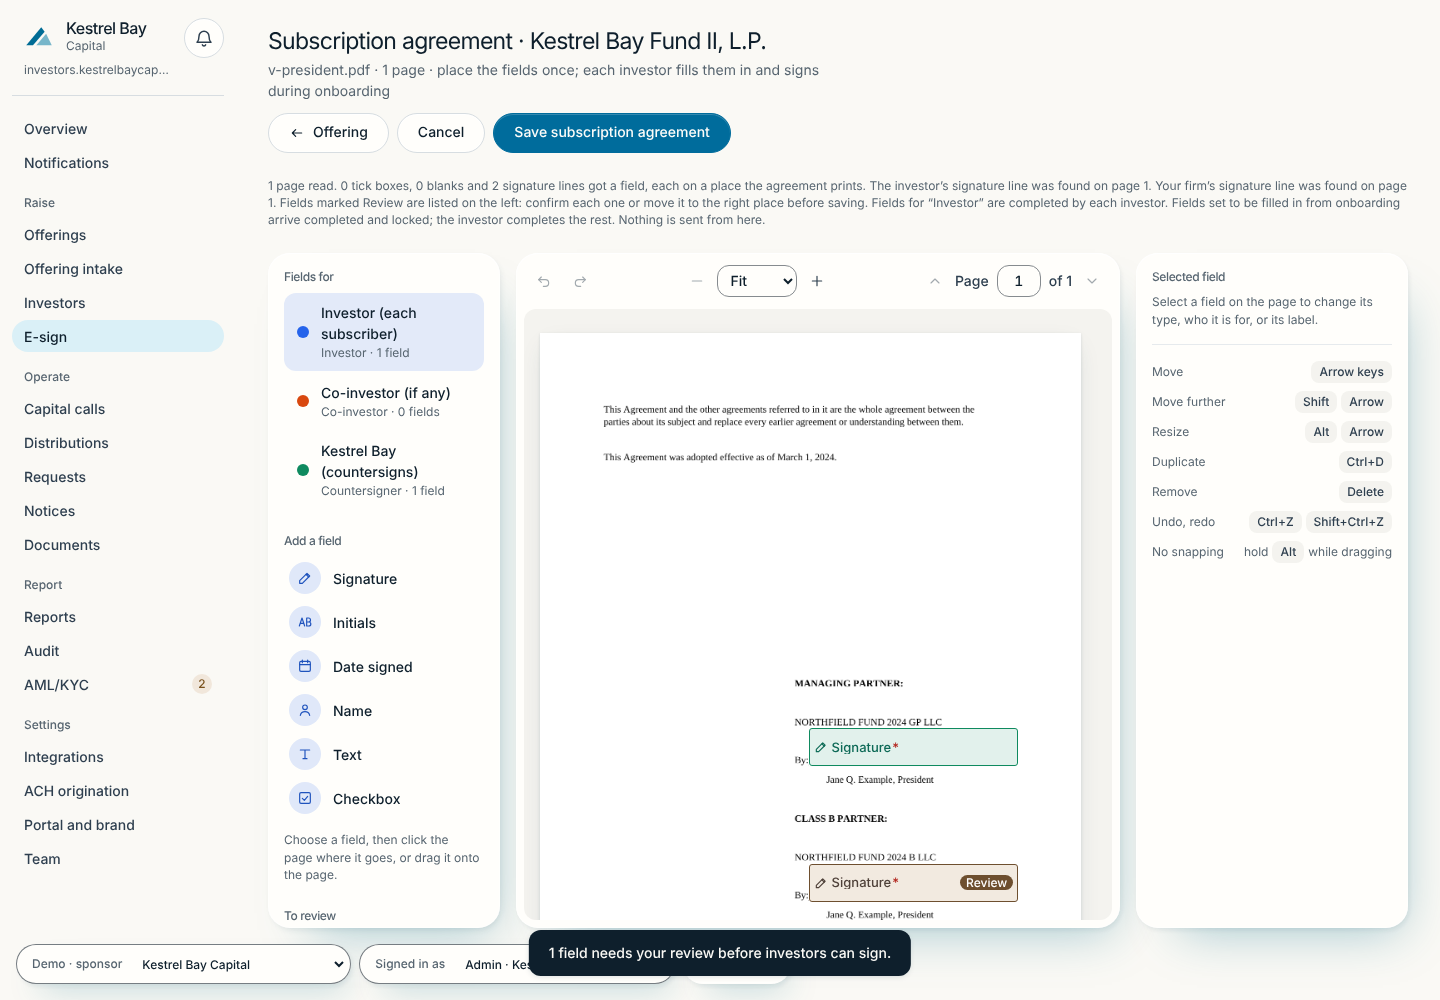 Kestrel Bay
Capital
investors.kestrelbaycap...
Overview
Notifications
Raise
Offerings
Offering intake
Investors
E-sign
Operate
Capital calls
Distributions
Requests
Notices
Documents
Report
Reports
Audit
AML/KYC 2
Settings
Integrations
ACH origination
Portal and brand
Team
Subscription agreement · Kestrel Bay Fund II, L.P.
v-president.pdf · 1 page · place the fields once; each investor fills them in and signs
during onboarding
← Offering
Cancel
Save subscription agreement
1 page read. 0 tick boxes, 0 blanks and 2 signature lines got a field, each on a place the agreement prints. The investor’s signature line was found on page 1. Your firm’s signature line was found on page
1. Fields marked Review are listed on the left: confirm each one or move it to the right place before saving. Fields for “Investor” are completed by each investor. Fields set to be filled in from onboarding
arrive completed and locked; the investor completes the rest. Nothing is sent from here.
Fields for
Investor (each
subscriber)
Investor · 1 field
Co-investor (if any)
Co-investor · 0 fields
Kestrel Bay
(countersigns)
Countersigner · 1 field
Add a field
Signature
AB Initials
Date signed
Name
Text
Checkbox
Choose a field, then click the
page where it goes, or drag it onto
the page.
To review
Fit
Page 1 of 1
This Agreement and the other agreements referred to in it are the whole agreement between the
parties about its subject and replace every earlier agreement or understanding between them.
This Agreement was adopted effective as of March 1, 2024.
MANAGING PARTNER:
NORTHFIELD FUND 2024 GP LLC
Signature*
By:
Jane Q. Example, President
CLASS B PARTNER:
NORTHFIELD FUND 2024 B LLC
Signature* Review
By:
Jane Q. Example, President
Selected field
Select a field on the page to change its
type, who it is for, or its label.
Move Arrow keys
Move further Shift Arrow
Resize Alt Arrow
Duplicate Ctrl+D
Remove Delete
Undo, redo Ctrl+Z Shift+Ctrl+Z
No snapping hold Alt while dragging
Demo · sponsor Kestrel Bay Capital
Signed in as Admin · Kes
1 field needs your review before investors can sign.